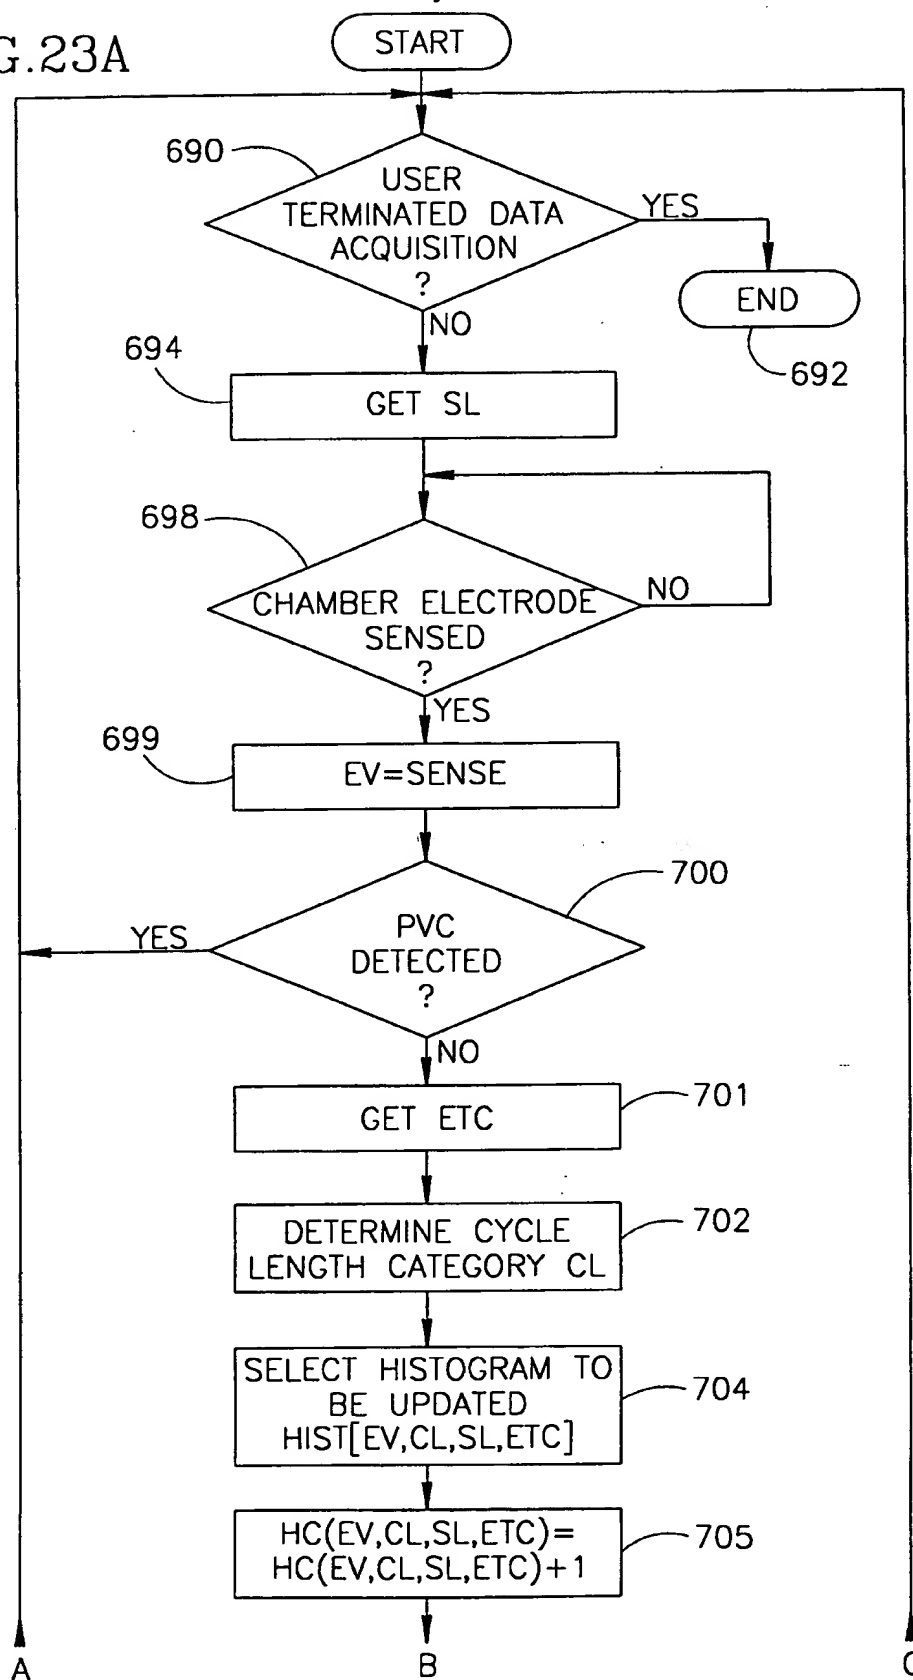 G.23A
START
690
USER
TERMINATED DATA
ACQUISITION
?
YES
END
692
NO
694
GET SL
698
CHAMBER ELECTRODE
SENSED
?
NO
YES
699
EV=SENSE
700
PVC
DETECTED
?
YES
NO
GET ETC
701
DETERMINE CYCLE
LENGTH CATEGORY CL
702
SELECT HISTOGRAM TO
BE UPDATED
HIST[EV,CL,SL,ETC]
704
HC(EV,CL,SL,ETC)=
HC(EV,CL,SL,ETC)+1
705
A
B
C